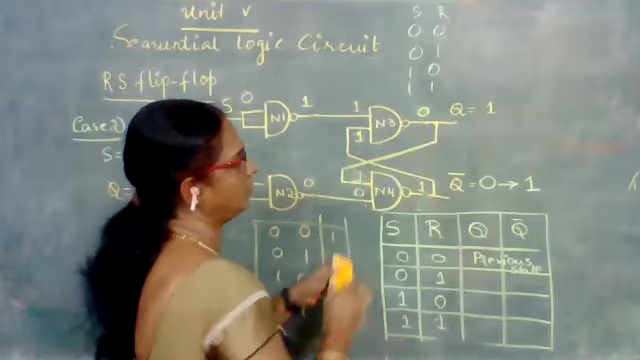 Unit V
Sequential logic Circuit
S R
0 0
0 1
1 0
1 1
RS flip-flop
Case 2)
S 0 N1 1 1 N3 0 Q = 1
1
S=
Q=
N2 0 0 N4 1 Q̅ = 0 → 1
0 0 1
0 1
1 0
S R Q Q̅
0 0 Previous state
0 1
1 0
1 1